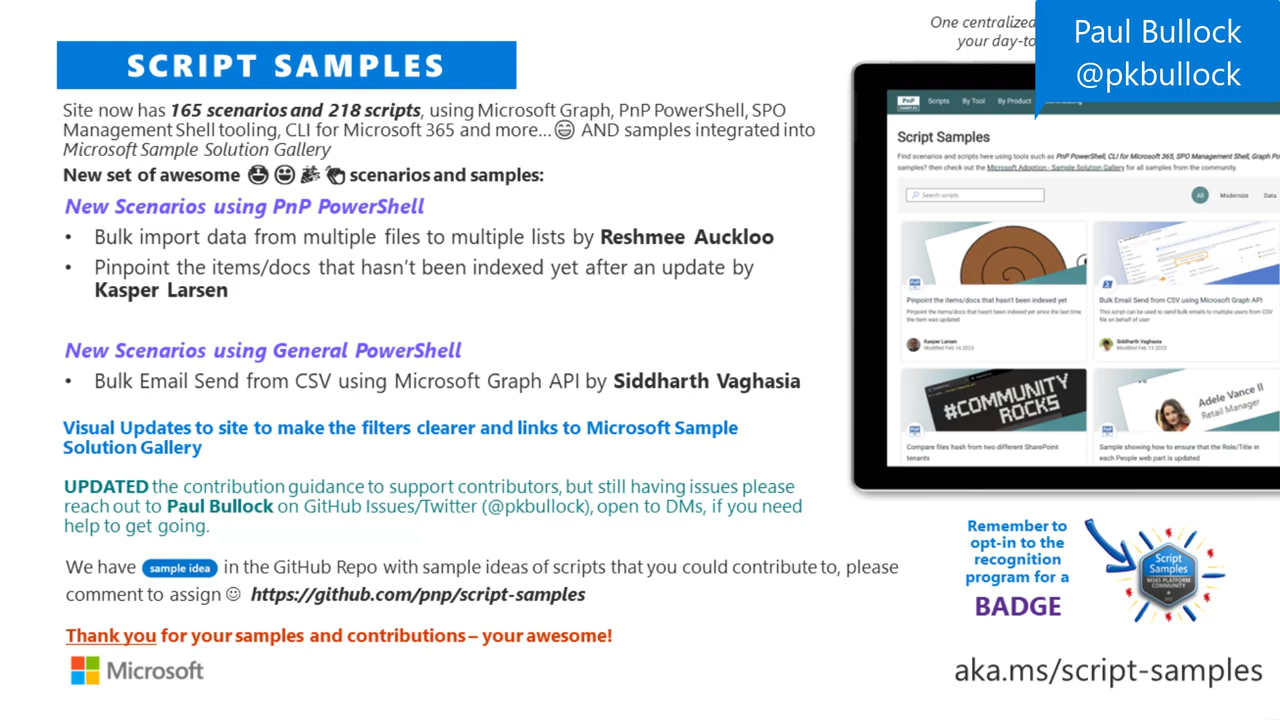 One centralized
your day-to
Paul Bullock
@pkbullock
SCRIPT SAMPLES
Site now has 165 scenarios and 218 scripts, using Microsoft Graph, PnP PowerShell, SPO
Management Shell tooling, CLI for Microsoft 365 and more...😄 AND samples integrated into
Microsoft Sample Solution Gallery
New set of awesome 🤩😃🎉👏 scenarios and samples:
New Scenarios using PnP PowerShell
• Bulk import data from multiple files to multiple lists by Reshmee Auckloo
• Pinpoint the items/docs that hasn't been indexed yet after an update by
Kasper Larsen
New Scenarios using General PowerShell
• Bulk Email Send from CSV using Microsoft Graph API by Siddharth Vaghasia
Visual Updates to site to make the filters clearer and links to Microsoft Sample
Solution Gallery
UPDATED the contribution guidance to support contributors, but still having issues please
reach out to Paul Bullock on GitHub Issues/Twitter (@pkbullock), open to DMs, if you need
help to get going.
We have sample idea in the GitHub Repo with sample ideas of scripts that you could contribute to, please
comment to assign ☺ https://github.com/pnp/script-samples
Thank you for your samples and contributions – your awesome!
Microsoft
PnP
SAMPLES
Scripts By Tool By Product
Script Samples
Find scenarios and scripts here using tools such as PnP PowerShell, CLI for Microsoft 365, SPO Management Shell, Graph Po
samples? then check out the Microsoft Adoption - Sample Solution Gallery for all samples from the community.
Search scripts
All Modernize Data
Pinpoint the items/docs that hasn't been indexed yet
Pinpoint the items/docs that hasn't been indexed yet since the last time
the item was updated
Kasper Larsen
Modified Feb 14 2023
Bulk Email Send from CSV using Microsoft Graph API
This script can be used to send bulk emails to multiple users from CSV
file on behalf of user
Siddharth Vaghasia
Modified Feb 13 2023
#COMMUNITY
ROCKS
Compare files hash from two different SharePoint
tenants
Adele Vance II
Retail Manager
Sample showing how to ensure that the Role/Title in
each People web part is updated
Remember to
opt-in to the
recognition
program for a
BADGE
Script
Samples
M365 PLATFORM
COMMUNITY
aka.ms/script-samples